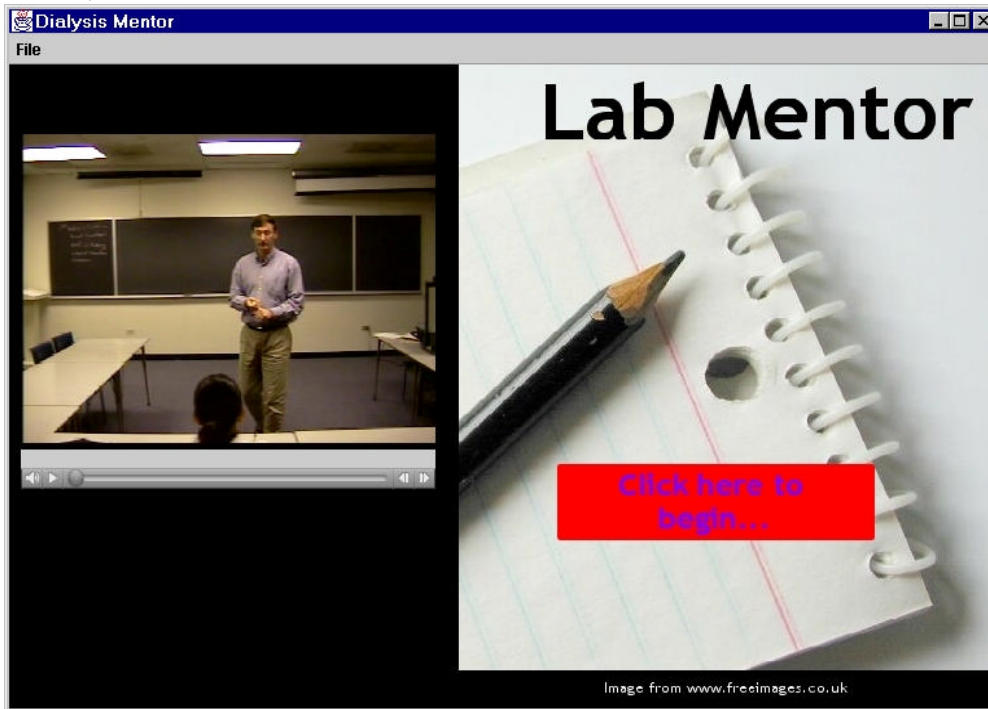 Dialysis Mentor
File
Lab Mentor
Click here to
begin...
Image from www.freeimages.co.uk